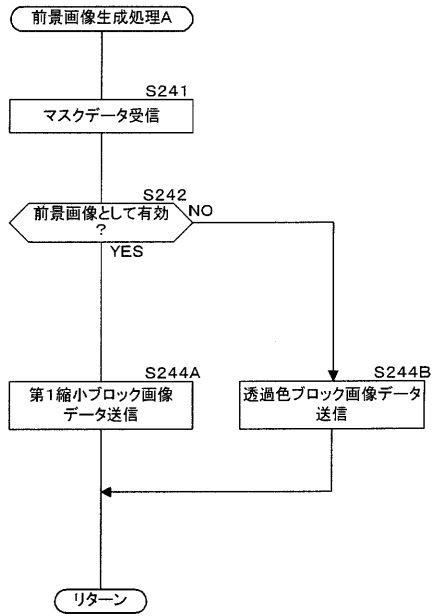 前景画像生成処理A
S241
マスクデータ受信
S242
前景画像として有効
?
NO
YES
S244A
第1縮小ブロック画像
データ送信
S244B
透過色ブロック画像データ
送信
リターン